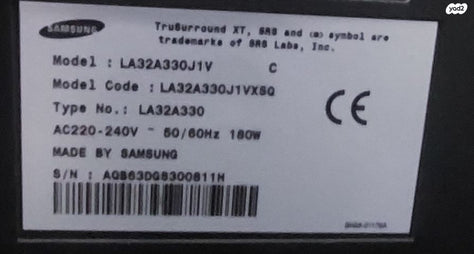 yad2
SAMSUNG
TruSurround XT, SRS and (●) symbol are
trademarks of SRS Labs, Inc.
Model : LA32A330J1V C
Model Code : LA32A330J1VXSQ
Type No.: LA32A330
AC220-240V ~ 50/60Hz 180W
MADE BY SAMSUNG
CE
S/N : AQB63DGS300811H